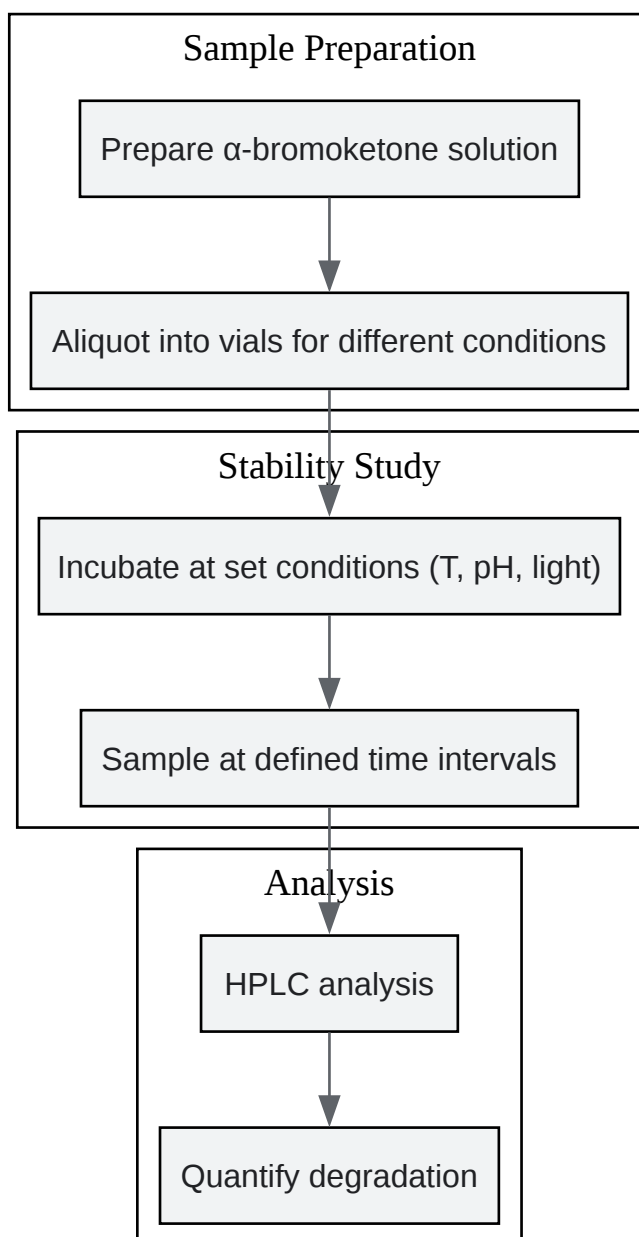 Sample Preparation
Prepare α-bromoketone solution
Aliquot into vials for different conditions
Stability Study
Incubate at set conditions (T, pH, light)
Sample at defined time intervals
Analysis
HPLC analysis
Quantify degradation